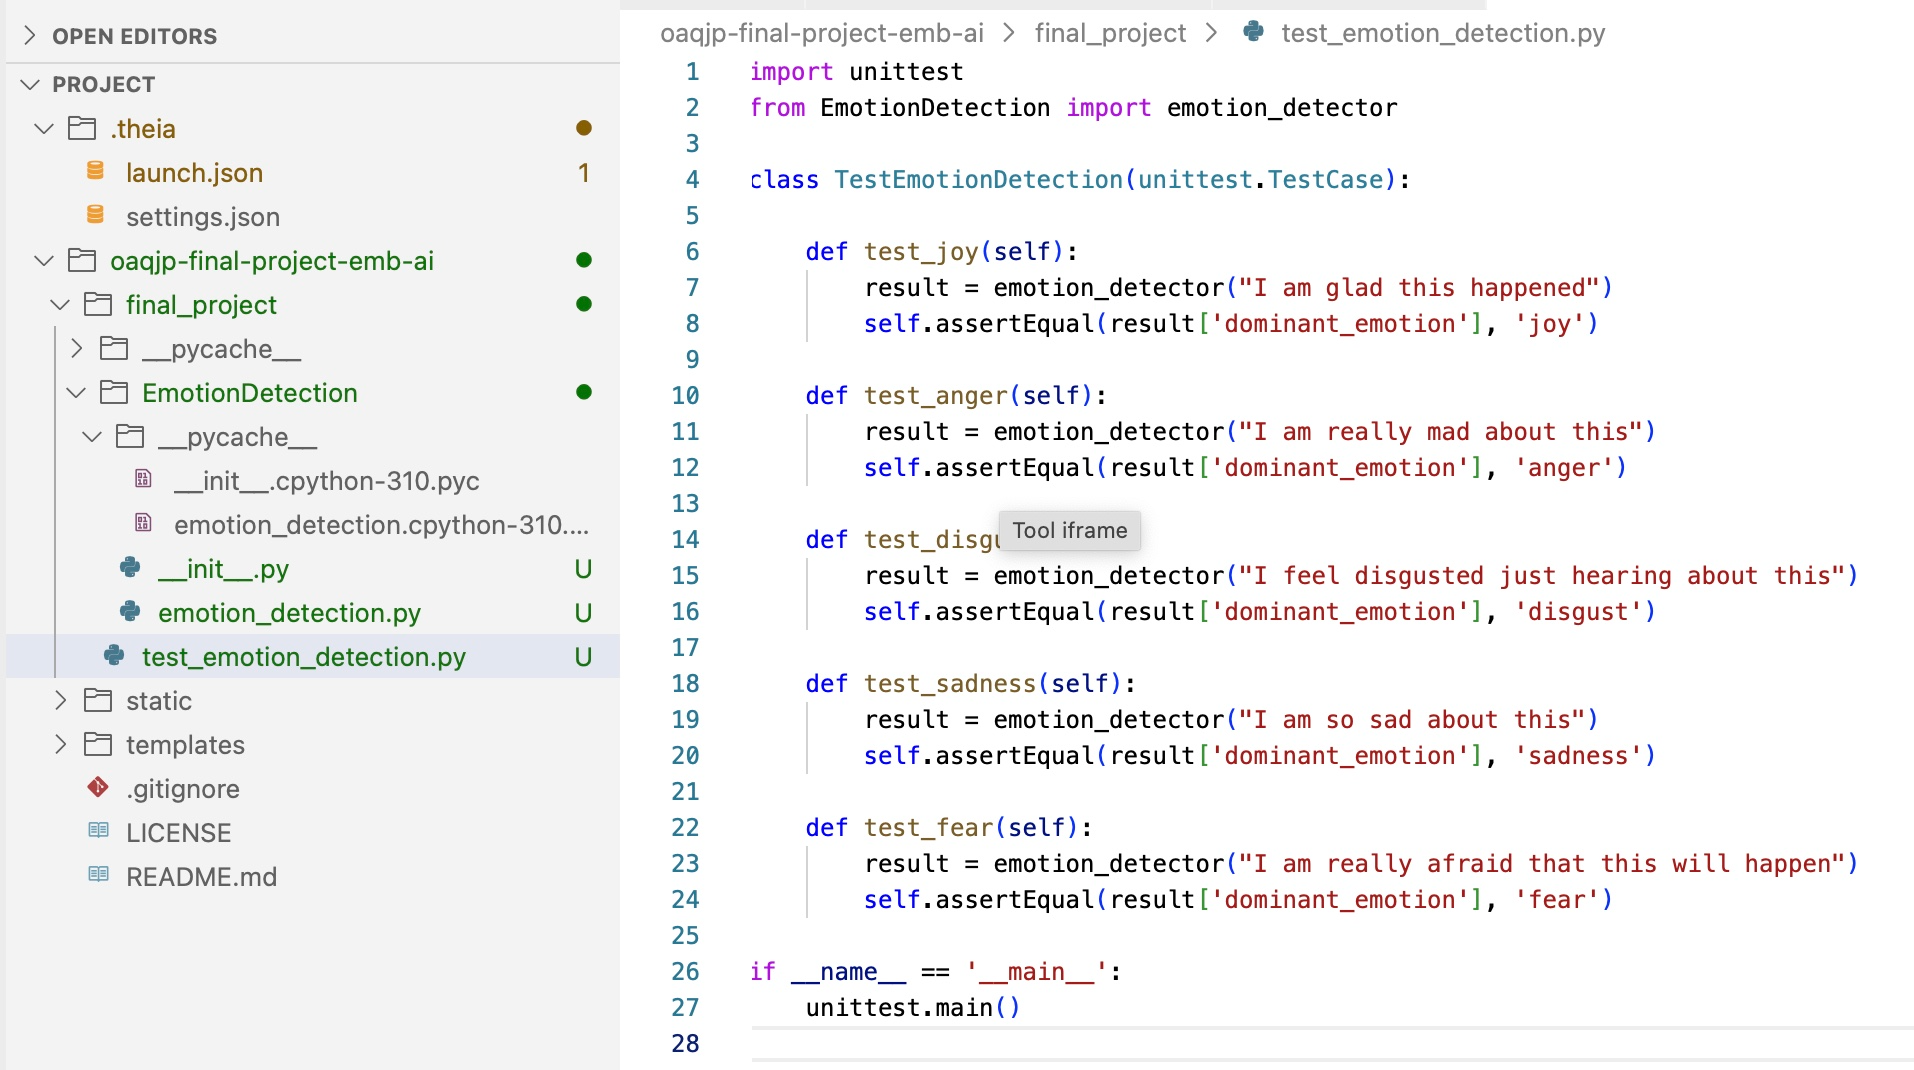 OPEN EDITORS
PROJECT
.theia
launch.json 1
settings.json
oaqjp-final-project-emb-ai
final_project
__pycache__
EmotionDetection
__pycache__
__init__.cpython-310.pyc
emotion_detection.cpython-310....
__init__.py U
emotion_detection.py U
test_emotion_detection.py U
static
templates
.gitignore
LICENSE
README.md
oaqjp-final-project-emb-ai > final_project > test_emotion_detection.py
1 import unittest
2 from EmotionDetection import emotion_detector
3
4 class TestEmotionDetection(unittest.TestCase):
5
6 def test_joy(self):
7 result = emotion_detector("I am glad this happened")
8 self.assertEqual(result['dominant_emotion'], 'joy')
9
10 def test_anger(self):
11 result = emotion_detector("I am really mad about this")
12 self.assertEqual(result['dominant_emotion'], 'anger')
13
14 def test_disgu
Tool iframe
15 result = emotion_detector("I feel disgusted just hearing about this")
16 self.assertEqual(result['dominant_emotion'], 'disgust')
17
18 def test_sadness(self):
19 result = emotion_detector("I am so sad about this")
20 self.assertEqual(result['dominant_emotion'], 'sadness')
21
22 def test_fear(self):
23 result = emotion_detector("I am really afraid that this will happen")
24 self.assertEqual(result['dominant_emotion'], 'fear')
25
26 if __name__ == '__main__':
27 unittest.main()
28